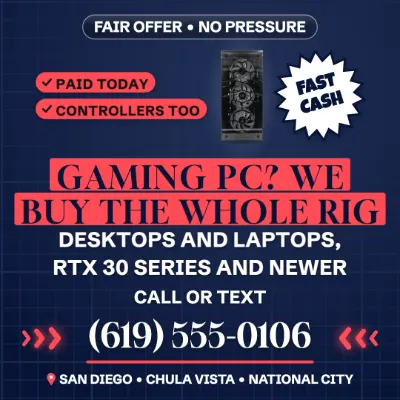 FAIR OFFER • NO PRESSURE
PAID TODAY
CONTROLLERS TOO
FAST
CASH
GAMING PC? WE
BUY THE WHOLE RIG
DESKTOPS AND LAPTOPS,
RTX 30 SERIES AND NEWER
CALL OR TEXT
(619) 555-0106
SAN DIEGO • CHULA VISTA • NATIONAL CITY